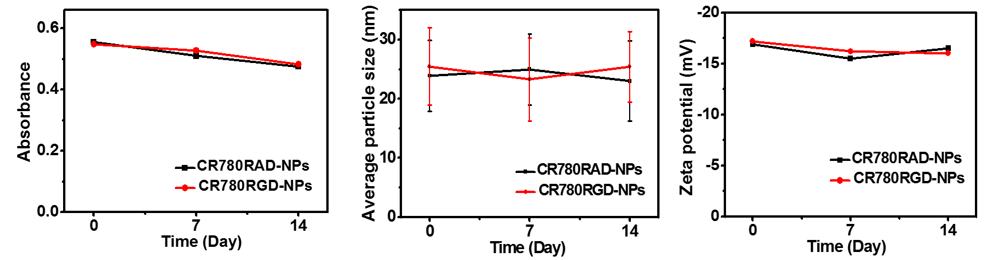 Absorbance
0.6
0.4
0.2
0.0
0
7
14
Time (Day)
CR780RAD-NPs
CR780RGD-NPs
Average particle size (nm)
30
20
10
0
0
7
14
Time (Day)
CR780RAD-NPs
CR780RGD-NPs
Zeta potential (mV)
-20
-15
-10
-5
0
0
7
14
Time (Day)
CR780RAD-NPs
CR780RGD-NPs